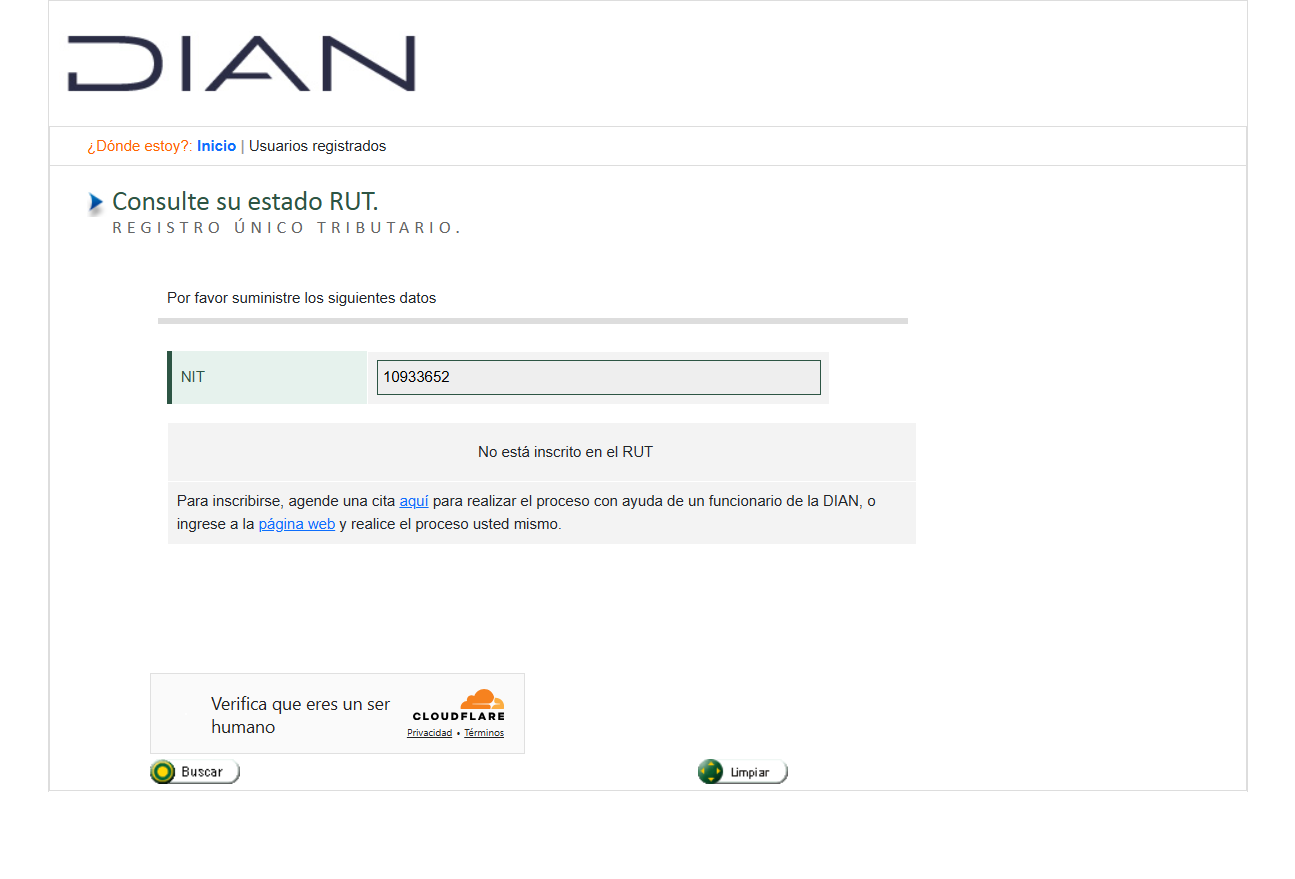 DIAN
¿Dónde estoy?: Inicio | Usuarios registrados
Consulte su estado RUT.
REGISTRO ÚNICO TRIBUTARIO.
Por favor suministre los siguientes datos
NIT 10933652
No está inscrito en el RUT
Para inscribirse, agende una cita aquí para realizar el proceso con ayuda de un funcionario de la DIAN, o
ingrese a la página web y realice el proceso usted mismo.
Verifica que eres un ser
humano
CLOUDFLARE
Privacidad • Términos
Buscar Limpiar